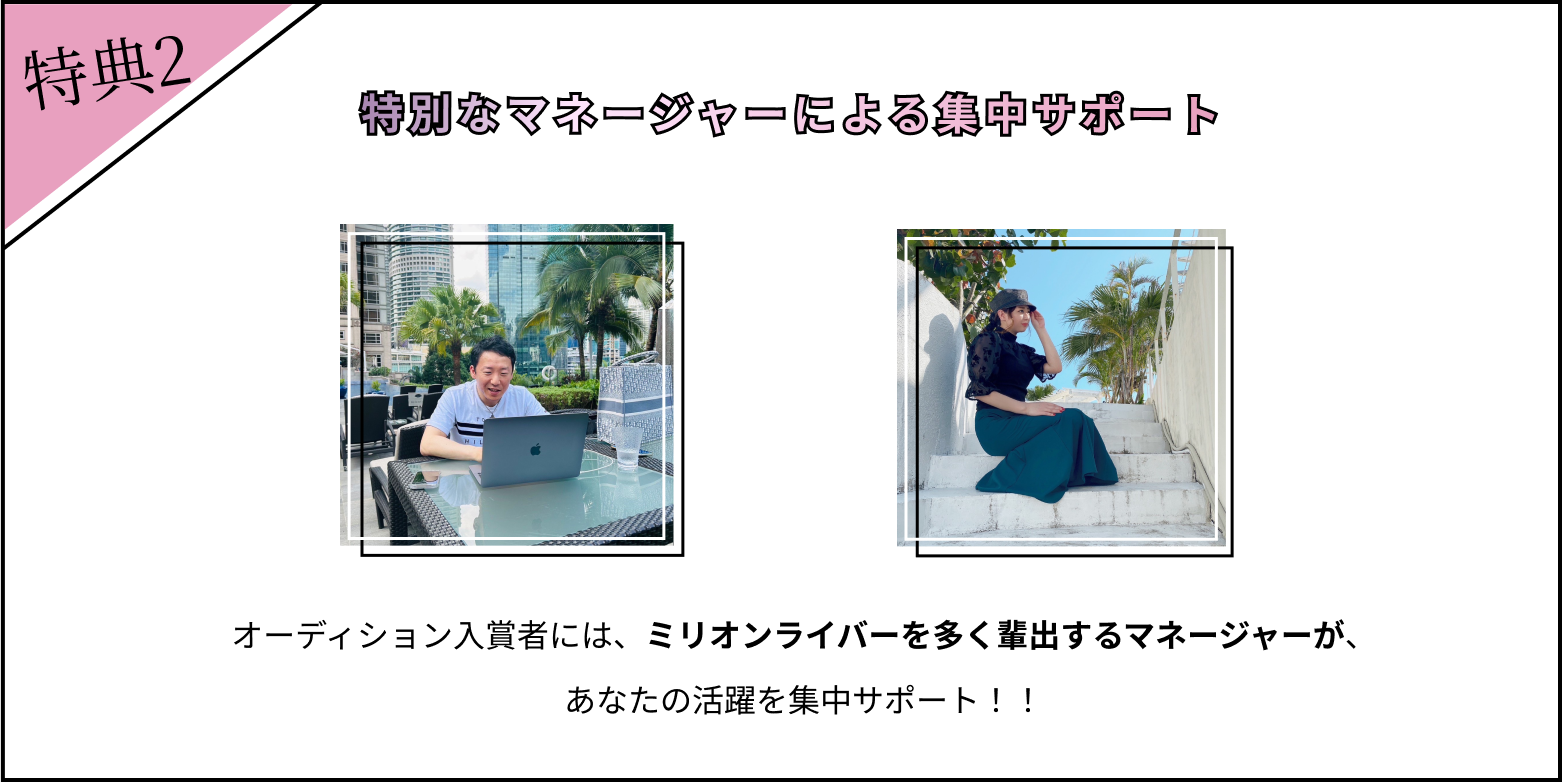 特典2
特別なマネージャーによる集中サポート
オーディション入賞者には、ミリオンライバーを多く輩出するマネージャーが、
あなたの活躍を集中サポート！！